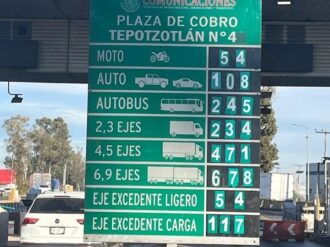 COMUNICACIONES
PLAZA DE COBRO
TEPOTZOTLÁN Nº 4
MOTO 54
AUTO 108
AUTOBUS 245
2,3 EJES 234
4,5 EJES 471
6,9 EJES 678
EJE EXCEDENTE LIGERO 54
EJE EXCEDENTE CARGA 117